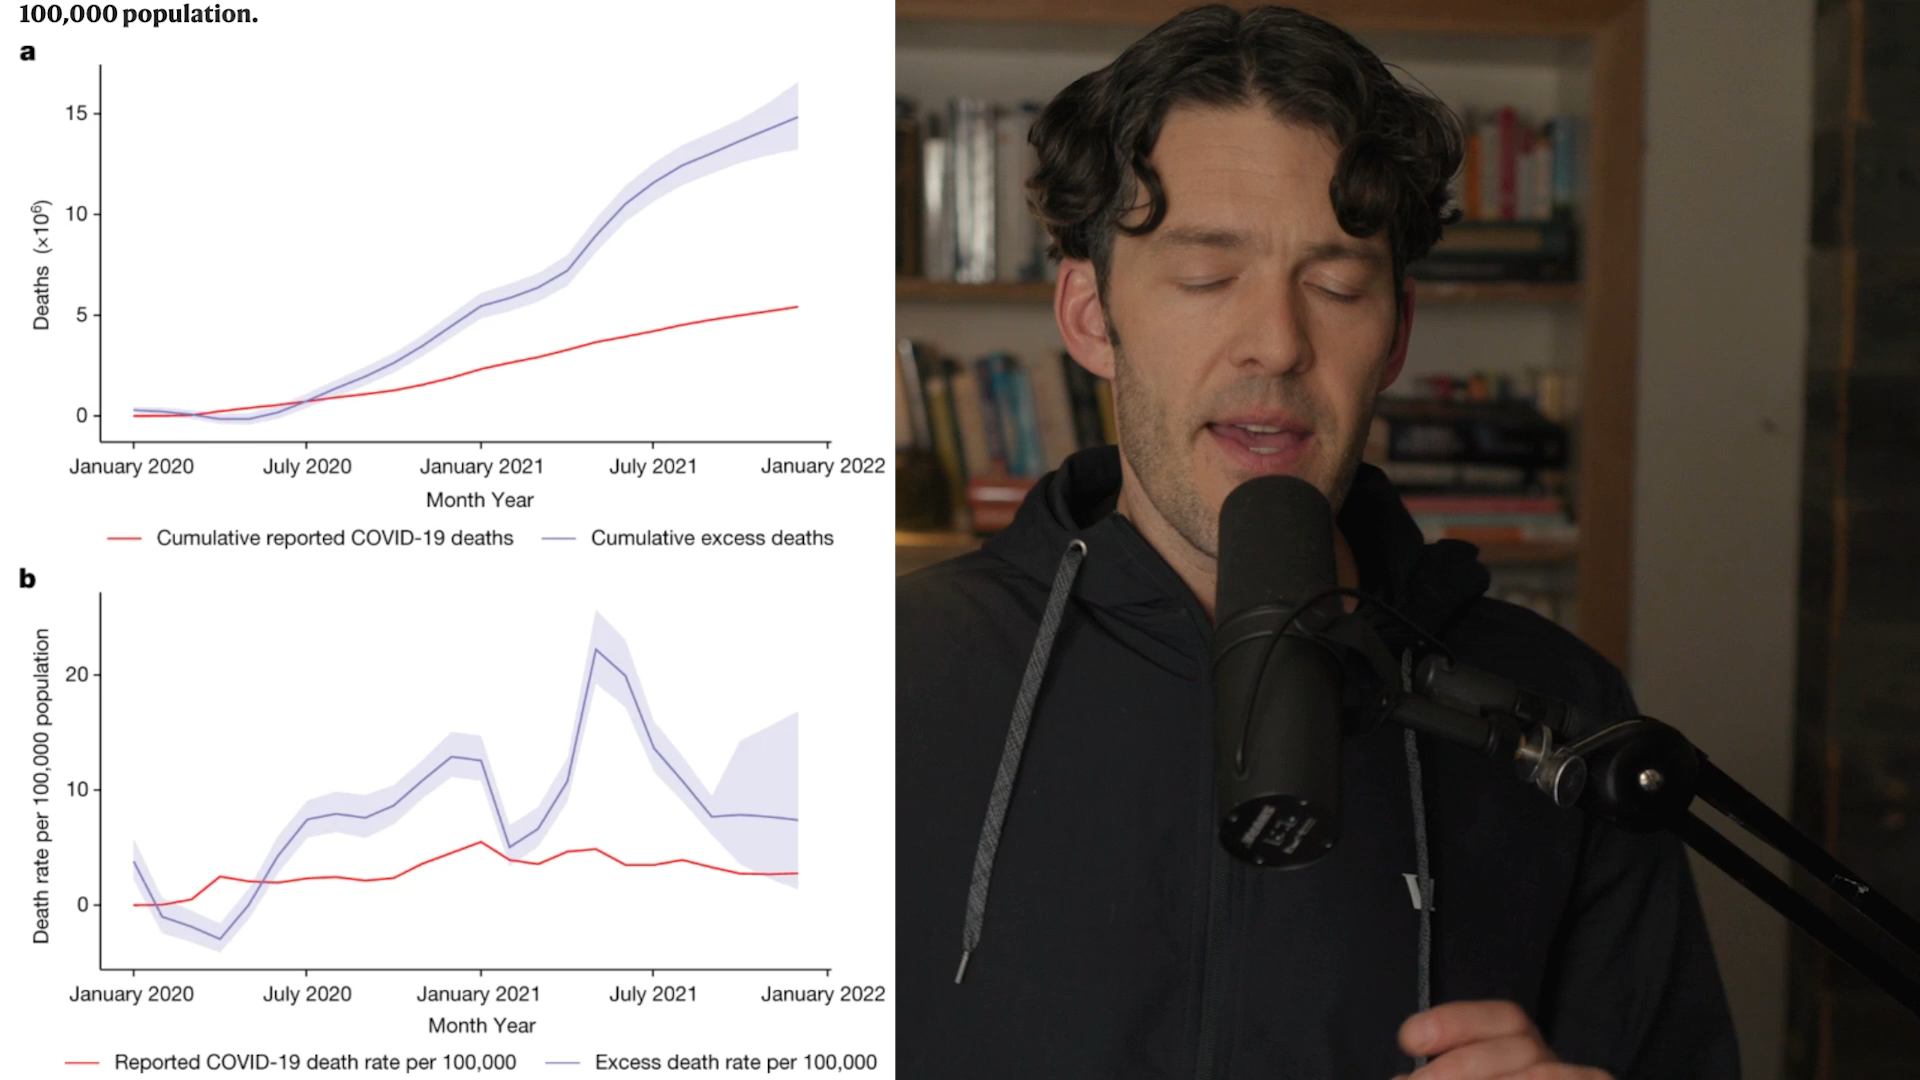 100,000 population.
a
15
10
5
0
Deaths (×10⁶)
January 2020 July 2020 January 2021 July 2021 January 2022
Month Year
Cumulative reported COVID-19 deaths Cumulative excess deaths
b
20
10
0
Death rate per 100,000 population
January 2020 July 2020 January 2021 July 2021 January 2022
Month Year
Reported COVID-19 death rate per 100,000 Excess death rate per 100,000